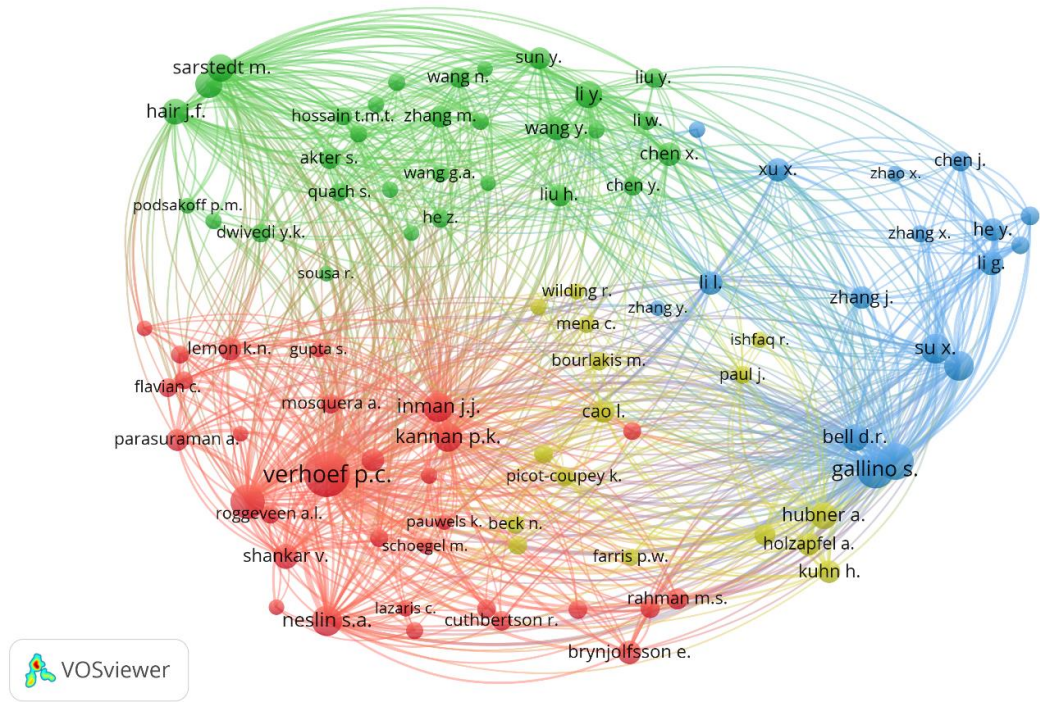 sun y.
sarstedt m.
wang n.
liu y.
li y.
hair j.f.
hossain t.m.t.
zhang m.
li w.
wang y.
akter s.
chen x.
chen j.
xu x.
zhao x.
wang g.a.
quach s.
liu h.
chen y.
podsakoff p.m.
he z.
dwivedi y.k.
zhang x.
he y.
li g.
sousa r.
li l.
wilding r.
zhang j.
zhang y.
mena c.
ishfaq r.
lemon k.n.
gupta s.
su x.
bourlakis m.
paul j.
flavian c.
mosquera a.
inman j.j.
cao l.
parasuraman a.
kannan p.k.
bell d.r.
verhoef p.c.
gallino s.
picot-coupey k.
roggeveen a.l.
hubner a.
pauwels k.
beck n.
schoegel m.
holzapfel a.
shankar v.
farris p.w.
kuhn h.
rahman m.s.
lazaris c.
neslin s.a.
cuthbertson r.
brynjolfsson e.
VOSviewer